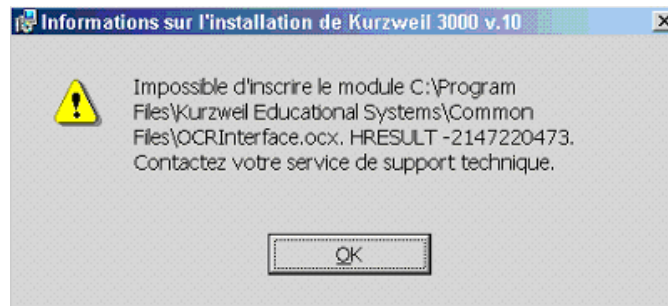 Informations sur l'installation de Kurzweil 3000 v.10
Impossible d'inscrire le module C:\Program
Files\Kurzweil Educational Systems\Common
Files\OCRInterface.ocx. HRESULT -2147220473.
Contactez votre service de support technique.
OK